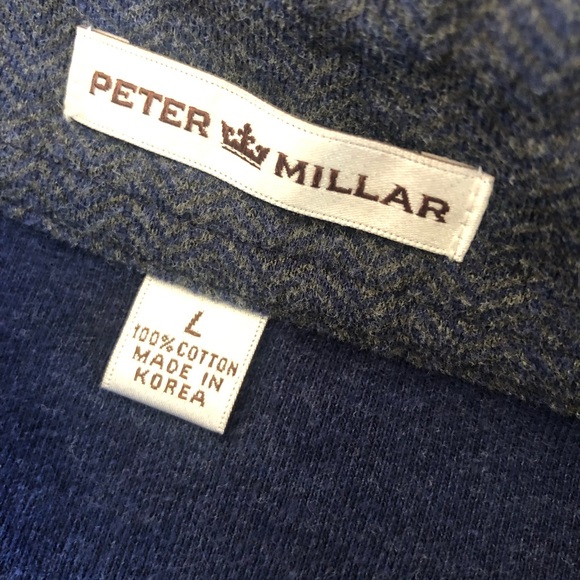 PETER MILLAR
L
100% COTTON
MADE IN
KOREA